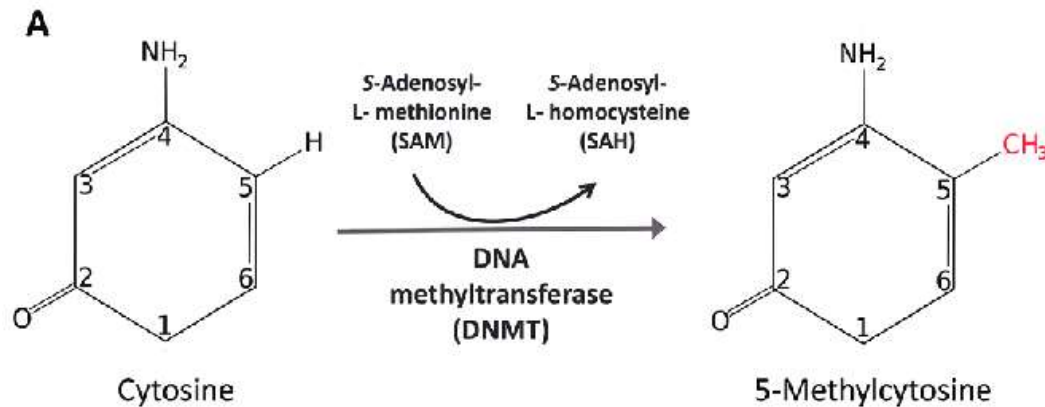 A
NH2
4
H
3
5
2
6
O
1
Cytosine
S-Adenosyl-
L- methionine
(SAM)
S-Adenosyl-
L- homocysteine
(SAH)
DNA
methyltransferase
(DNMT)
NH2
4
CH3
3
5
2
6
O
1
5-Methylcytosine